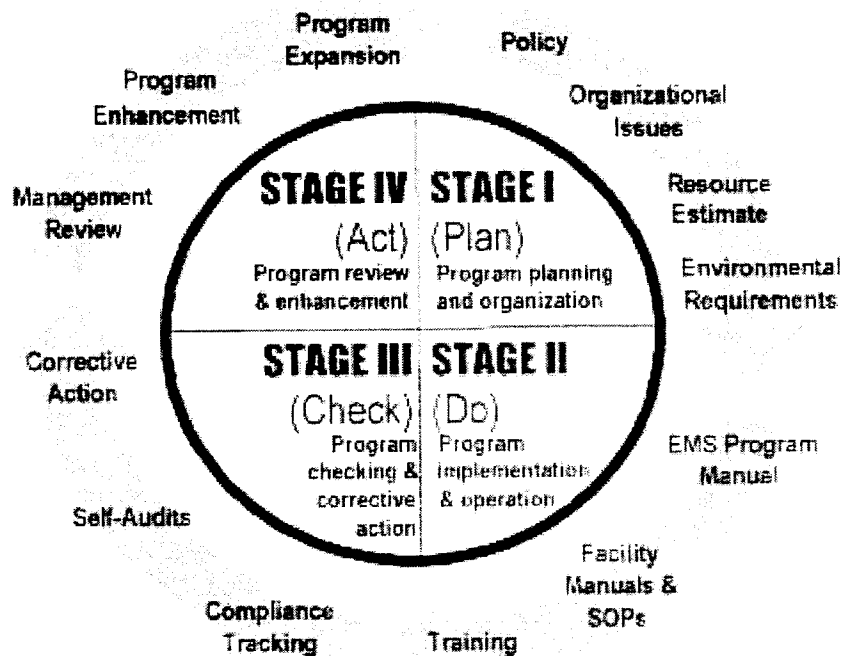 Program
Expansion
Policy
Organizational
Issues
Resource
Estimate
Environmental
Requirements
EMS Program
Manual
Facility
Manuals &
SOPs
Training
Compliance
Tracking
Self-Audits
Corrective
Action
Management
Review
Program
Enhancement
STAGE IV
(Act)
Program review
& enhancement
STAGE I
(Plan)
Program planning
and organization
STAGE III
(Check)
Program
checking &
corrective
action
STAGE II
(Do)
Program
implementation
& operation